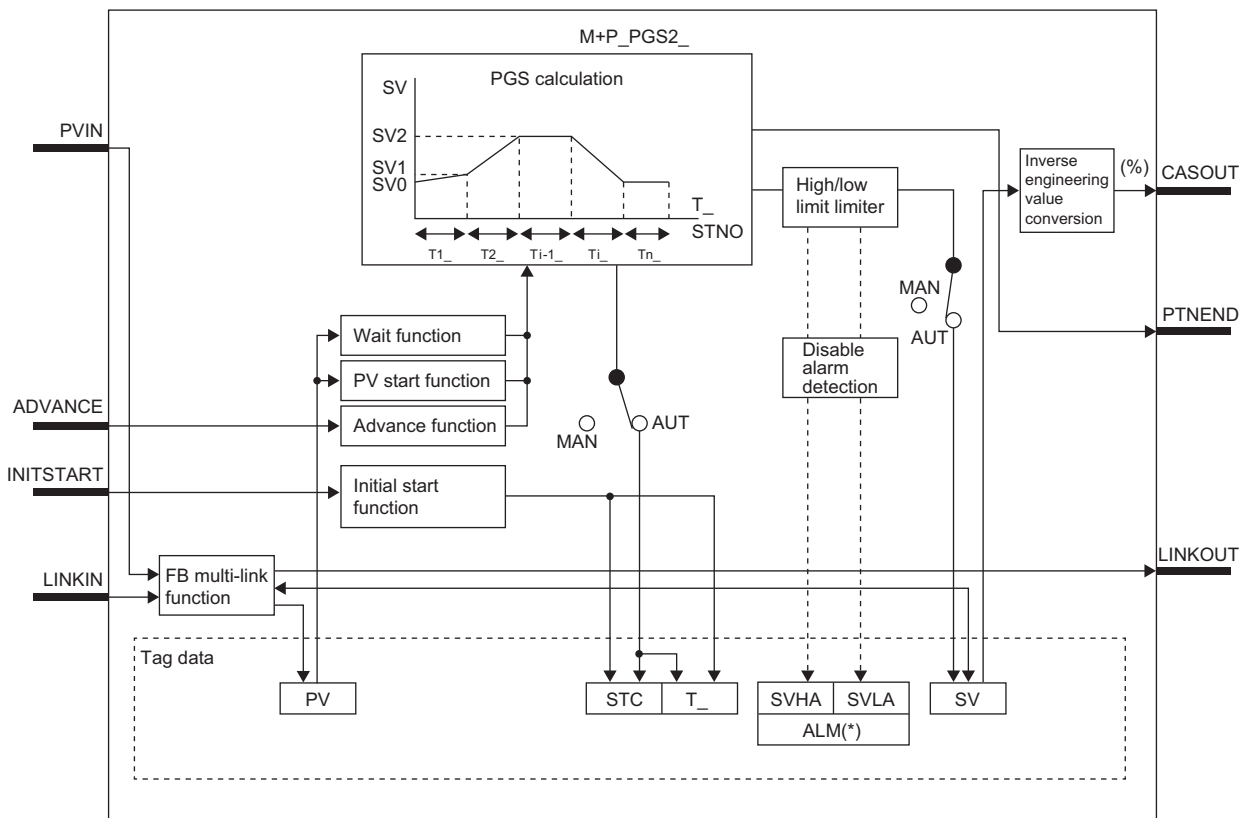 M+P_PGS2_
PGS calculation
SV
SV2
SV1
SV0
T_
STNO
T1_
T2_
Ti-1_
Ti_
Tn_
PVIN
High/low
limit limiter
Inverse
engineering
value
conversion
(%)
CASOUT
MAN
AUT
PTNEND
Wait function
PV start function
Advance function
ADVANCE
MAN
AUT
Disable
alarm
detection
INITSTART
Initial start
function
LINKIN
FB multi-link
function
LINKOUT
Tag data
PV
STC
T_
SVHA
SVLA
ALM(*)
SV